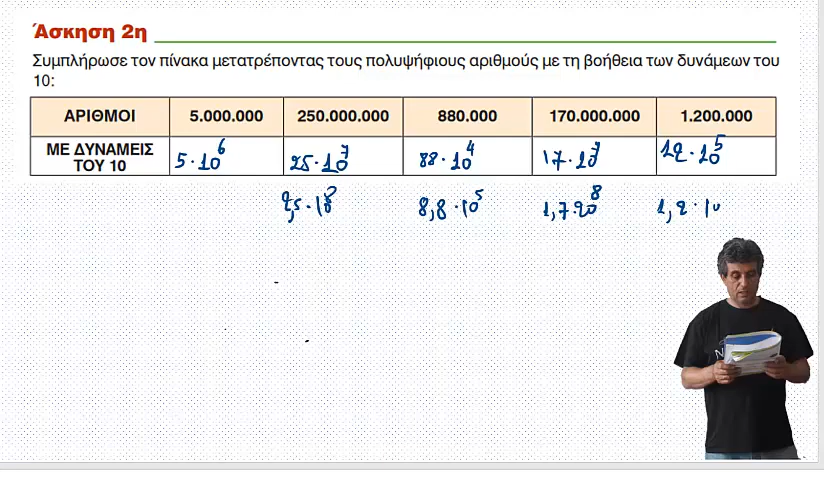 Άσκηση 2η
Συμπλήρωσε τον πίνακα μετατρέποντας τους πολυψήφιους αριθμούς με τη βοήθεια των δυνάμεων του
10:
ΑΡΙΘΜΟΙ 5.000.000 250.000.000 880.000 170.000.000 1.200.000
ΜΕ ΔΥΝΑΜΕΙΣ
ΤΟΥ 10 5·10⁶ 25·10⁷ 88·10⁴ 17·10⁷ 12·10⁵
2,5·10⁸ 8,8·10⁵ 1,7·10⁸ 1,2·10